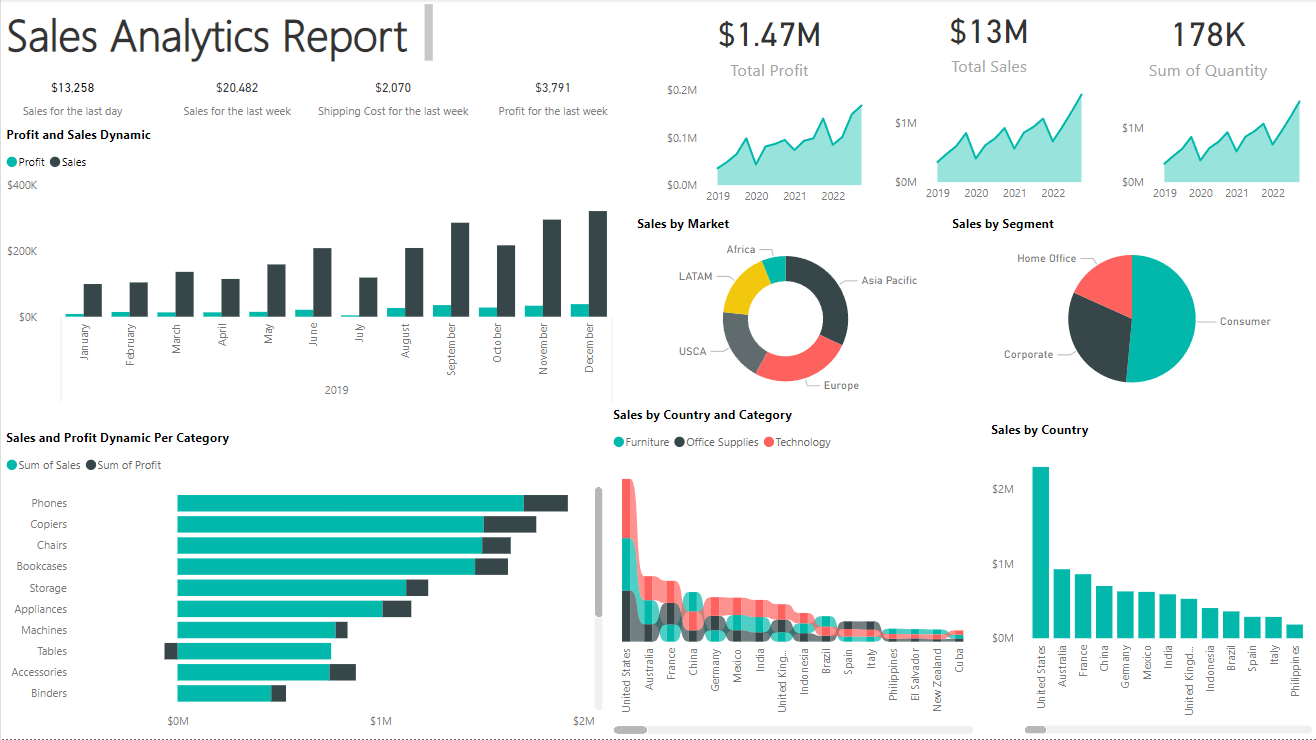 Sales Analytics Report
$13,258
Sales for the last day
$20,482
Sales for the last week
$2,070
Shipping Cost for the last week
$3,791
Profit for the last week
$1.47M
Total Profit
$13M
Total Sales
178K
Sum of Quantity
$0.2M
$0.1M
$0.0M
2019 2020 2021 2022
$1M
$0M
2019 2020 2021 2022
$1M
$0M
2019 2020 2021 2022
Profit and Sales Dynamic
Profit Sales
$400K
$200K
$0K
January
February
March
April
May
June
July
August
September
October
November
December
2019
Sales by Market
Africa
LATAM
Asia Pacific
USCA
Europe
Sales by Segment
Home Office
Consumer
Corporate
Sales and Profit Dynamic Per Category
Sum of Sales Sum of Profit
Phones
Copiers
Chairs
Bookcases
Storage
Appliances
Machines
Tables
Accessories
Binders
$0M $1M $2M
Sales by Country and Category
Furniture Office Supplies Technology
United States
Australia
France
China
Germany
Mexico
India
United King...
Indonesia
Brazil
Spain
Italy
Philippines
El Salvador
New Zealand
Cuba
Sales by Country
$2M
$1M
$0M
United States
Australia
France
China
Germany
Mexico
India
United Kingd...
Indonesia
Brazil
Spain
Italy
Philippines